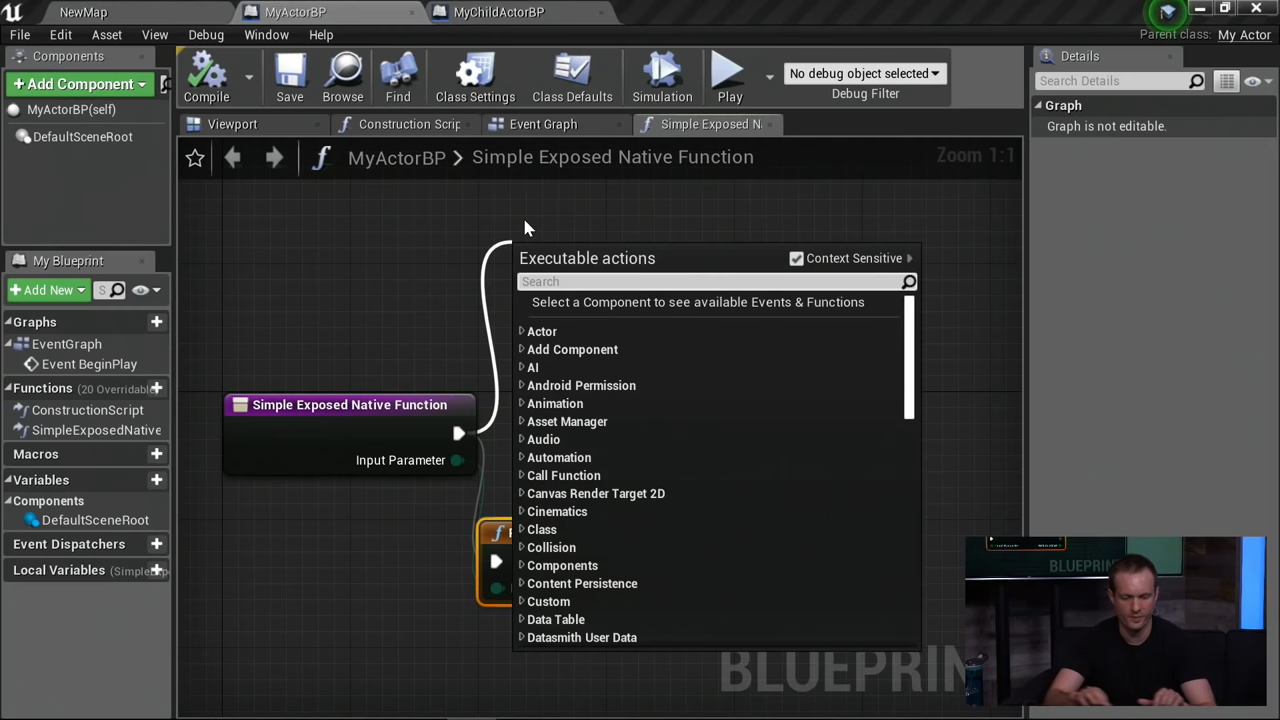 NewMap
MyActorBP
MyChildActorBP
File Edit Asset View Debug Window Help
Parent class: My Actor
Components
Add Component
MyActorBP(self)
DefaultSceneRoot
Compile
Save
Browse
Find
Class Settings
Class Defaults
Simulation
Play
No debug object selected
Debug Filter
Details
Search Details
Graph
Graph is not editable.
Viewport
Construction Scrip
Event Graph
Simple Exposed N
MyActorBP > Simple Exposed Native Function
Zoom 1:1
My Blueprint
Add New
S
Graphs
EventGraph
Event BeginPlay
Functions (20 Overridable
ConstructionScript
SimpleExposedNative
Macros
Variables
Components
DefaultSceneRoot
Event Dispatchers
Local Variables (SimpleExp
Simple Exposed Native Function
Input Parameter
Executable actions
Context Sensitive
Search
Select a Component to see available Events & Functions
Actor
Add Component
AI
Android Permission
Animation
Asset Manager
Audio
Automation
Call Function
Canvas Render Target 2D
Cinematics
Class
Collision
Components
Content Persistence
Custom
Data Table
Datasmith User Data
BLUEPRIN
BLUEPRINT